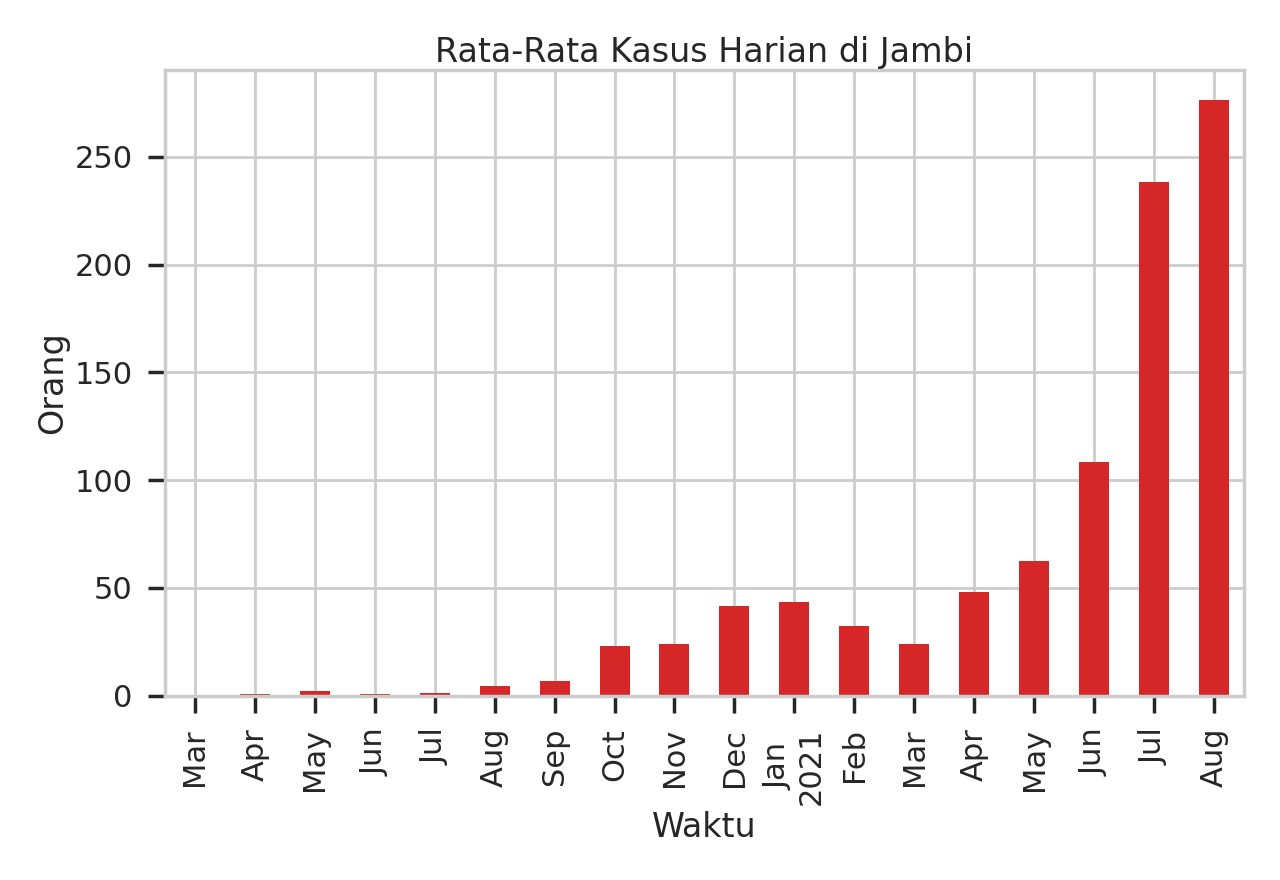 Rata-Rata Kasus Harian di Jambi
250
200
150
100
50
0
Orang
Mar
Apr
May
Jun
Jul
Aug
Sep
Oct
Nov
Dec
Jan
2021
Feb
Mar
Apr
May
Jun
Jul
Aug
Waktu